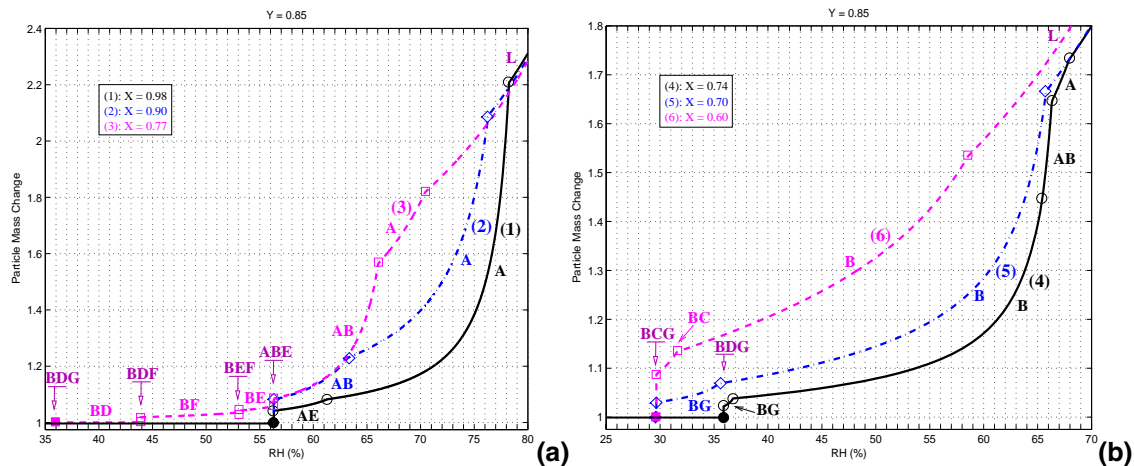 Y = 0.85
2.4
2.2
2
1.8
1.6
1.4
1.2
1
Particle Mass Change
(1): X = 0.98
(2): X = 0.90
(3): X = 0.77
L
(3)
A
(2)
(1)
A
A
AB
ABE
BEF
BDF
BDG
BD
BF
BE
AB
AE
35 40 45 50 55 60 65 70 75 80
RH (%)
(a)
Y = 0.85
1.8
1.7
1.6
1.5
1.4
1.3
1.2
1.1
1
Particle Mass Change
(4): X = 0.74
(5): X = 0.70
(6): X = 0.60
L
A
AB
(6)
B
(5)
(4)
B
B
BC
BCG
BDG
BG
BG
25 30 35 40 45 50 55 60 65 70
RH (%)
(b)